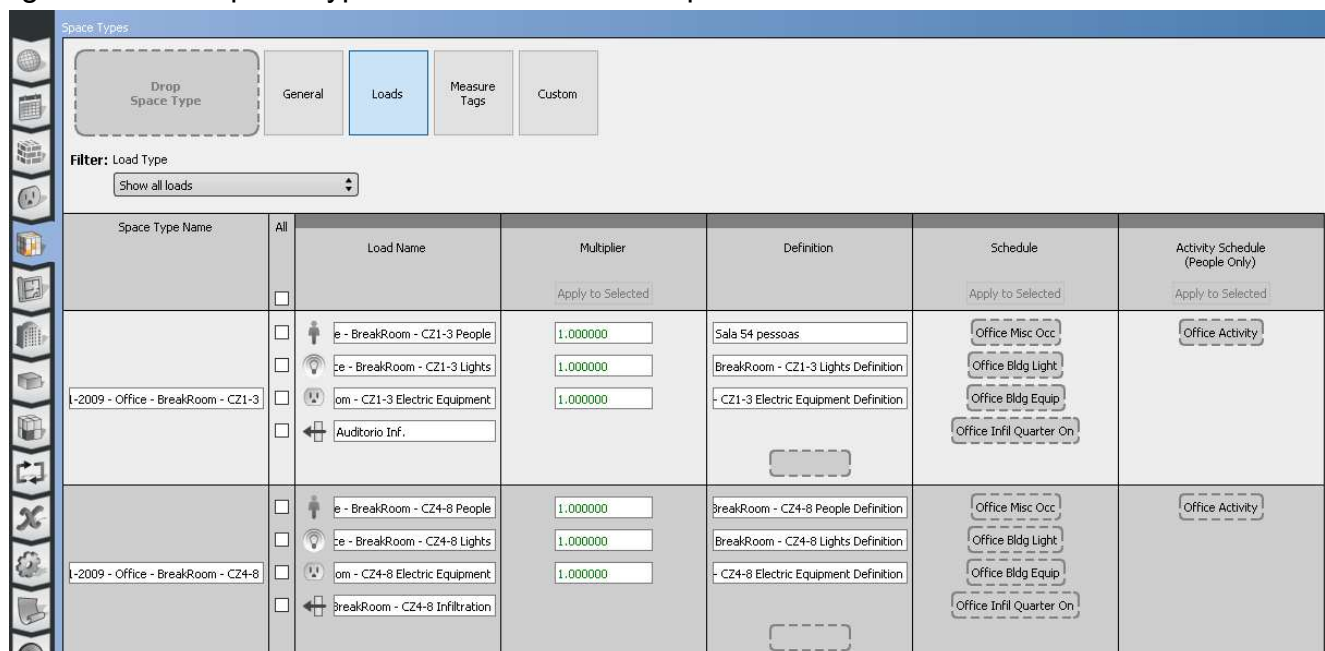 Space Types
Drop
Space Type
General
Loads
Measure
Tags
Custom
Filter: Load Type
Show all loads
Space Type Name
All
Load Name
Multiplier
Definition
Schedule
Activity Schedule
(People Only)
Apply to Selected
Apply to Selected
Apply to Selected
e - BreakRoom - CZ1-3 People
1.000000
Sala 54 pessoas
Office Misc Occ
Office Activity
ce - BreakRoom - CZ1-3 Lights
1.000000
BreakRoom - CZ1-3 Lights Definition
Office Bldg Light
1-2009 - Office - BreakRoom - CZ1-3
om - CZ1-3 Electric Equipment
1.000000
- CZ1-3 Electric Equipment Definition
Office Bldg Equip
Auditorio Inf.
Office Infil Quarter On
e - BreakRoom - CZ4-8 People
1.000000
BreakRoom - CZ4-8 People Definition
Office Misc Occ
Office Activity
ce - BreakRoom - CZ4-8 Lights
1.000000
BreakRoom - CZ4-8 Lights Definition
Office Bldg Light
1-2009 - Office - BreakRoom - CZ4-8
om - CZ4-8 Electric Equipment
1.000000
- CZ4-8 Electric Equipment Definition
Office Bldg Equip
BreakRoom - CZ4-8 Infiltration
Office Infil Quarter On